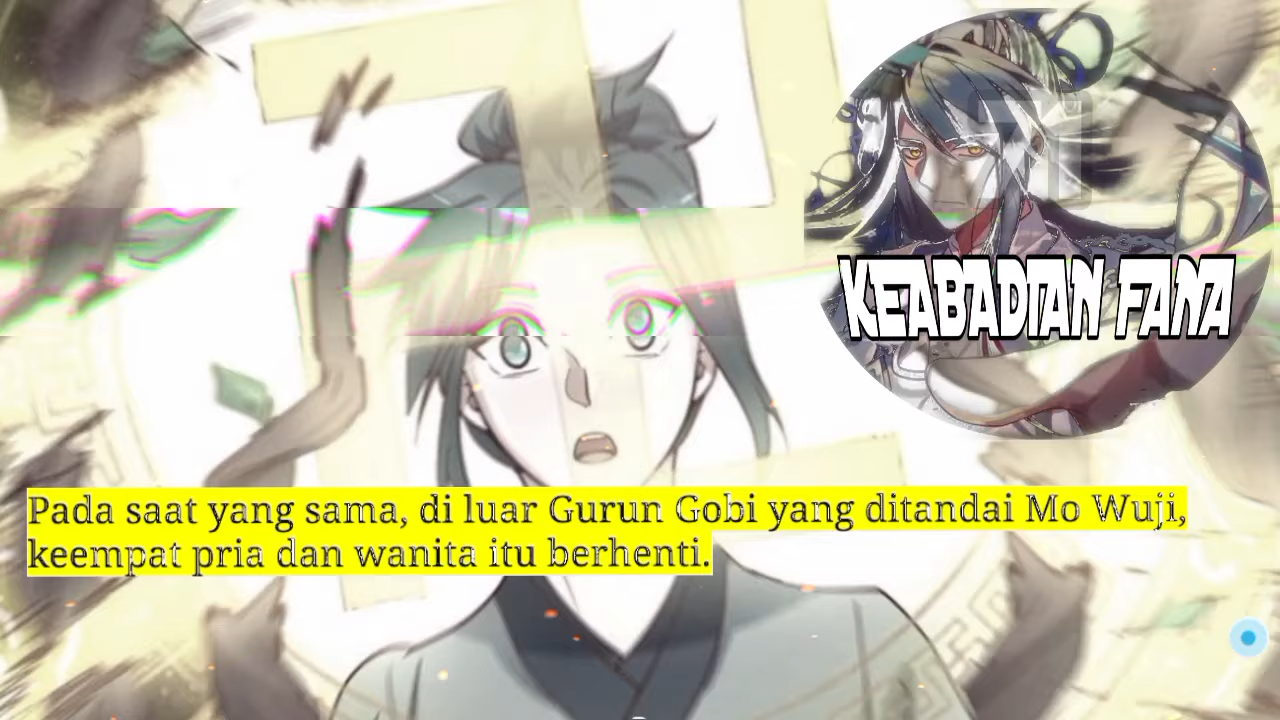 KEABADIAN FANA
Pada saat yang sama, di luar Gurun Gobi yang ditandai Mo Wuji,
keempat pria dan wanita itu berhenti.